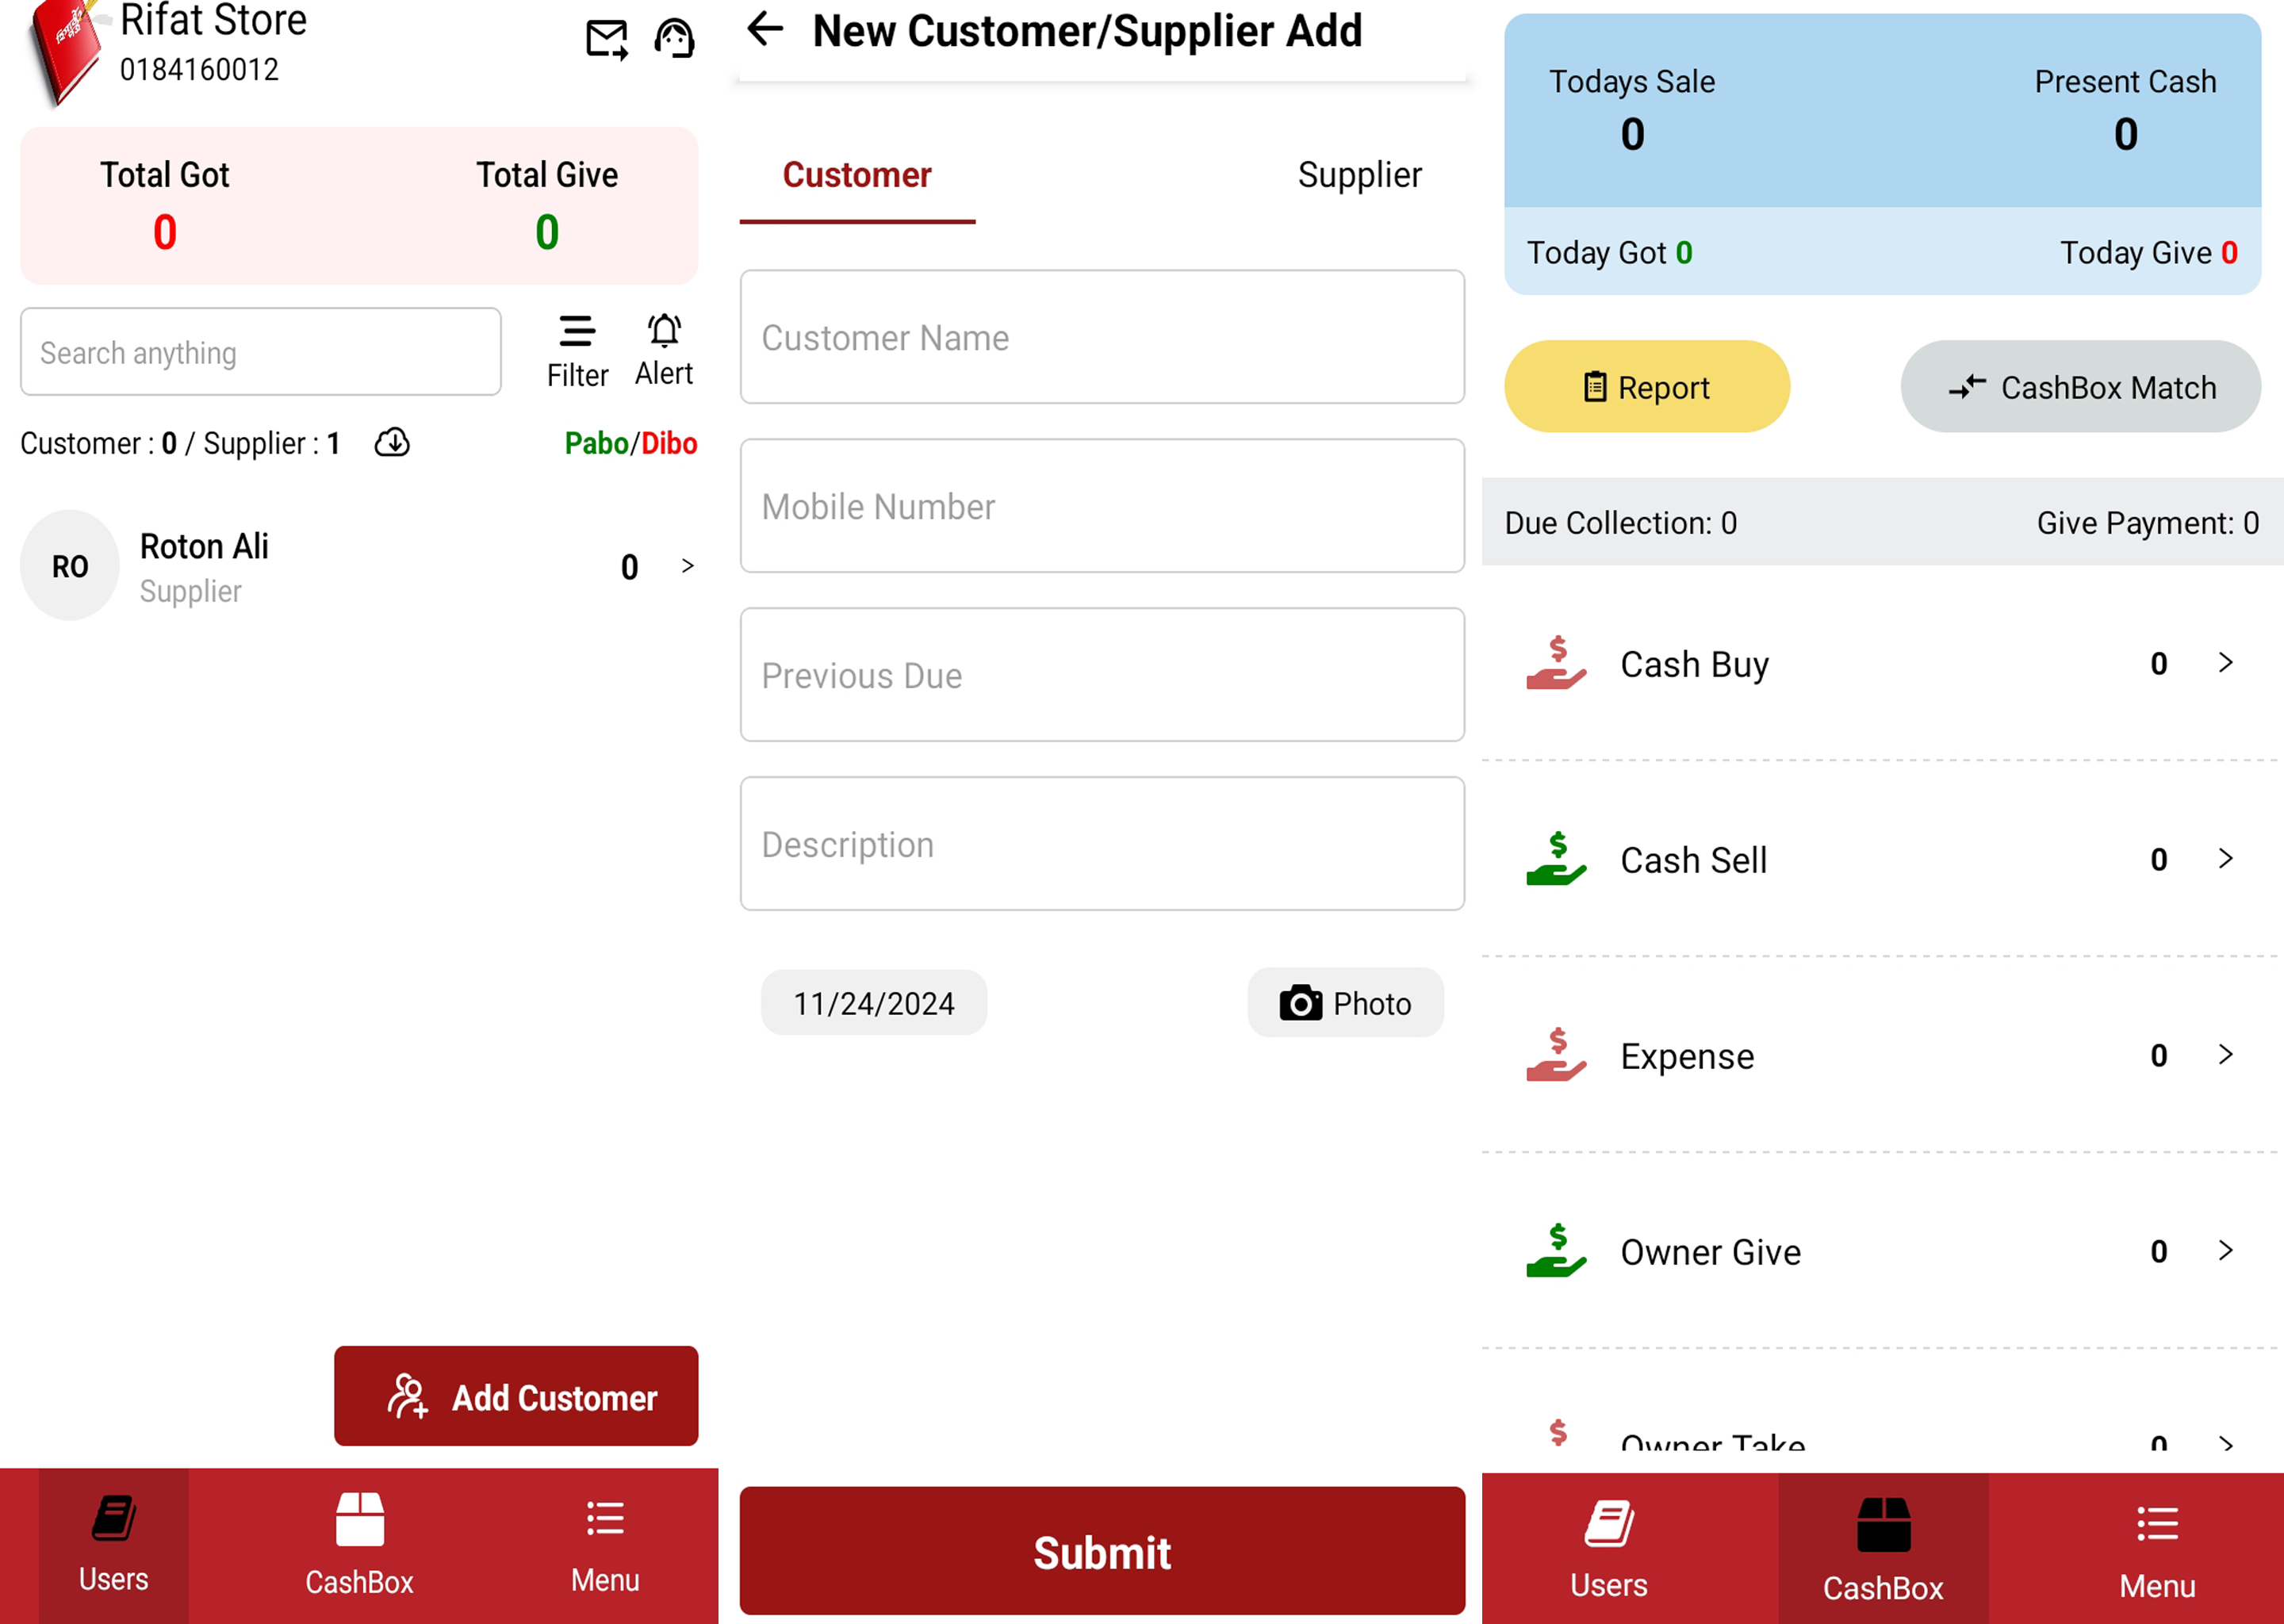 Rifat Store
0184160012
Total Got
Total Give
0
0
Search anything
Filter
Alert
Customer : 0 / Supplier : 1
Pabo/Dibo
RO
Roton Ali
Supplier
0
>
Add Customer
Users
CashBox
Menu
New Customer/Supplier Add
Customer
Supplier
Customer Name
Mobile Number
Previous Due
Description
11/24/2024
Photo
Submit
Todays Sale
Present Cash
0
0
Today Got 0
Today Give 0
Report
CashBox Match
Due Collection: 0
Give Payment: 0
Cash Buy
0
>
Cash Sell
0
>
Expense
0
>
Owner Give
0
>
Owner Take
0
>
Users
CashBox
Menu